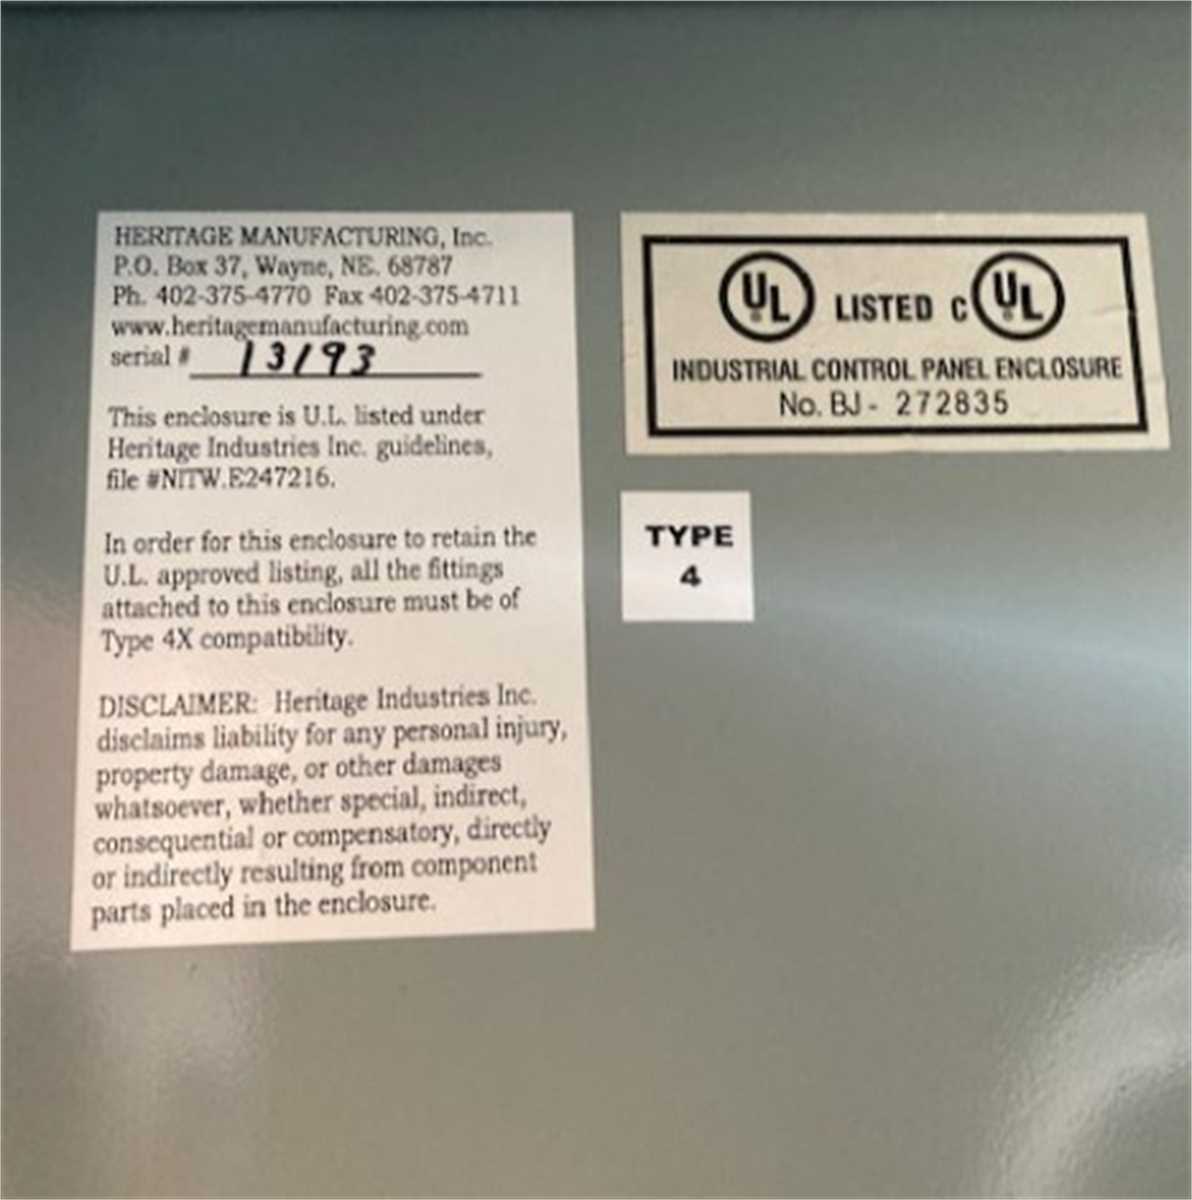 HERITAGE MANUFACTURING, Inc.
P.O. Box 37, Wayne, NE. 68787
Ph. 402-375-4770 Fax 402-375-4711
www.heritagemanufacturing.com
serial # 13193
This enclosure is U.L. listed under
Heritage Industries Inc. guidelines,
file #NITW.E247216.
In order for this enclosure to retain the
U.L. approved listing, all the fittings
attached to this enclosure must be of
Type 4X compatibility.
DISCLAIMER: Heritage Industries Inc.
disclaims liability for any personal injury,
property damage, or other damages
whatsoever, whether special, indirect,
consequential or compensatory, directly
or indirectly resulting from component
parts placed in the enclosure.
UL ® LISTED C UL ®
INDUSTRIAL CONTROL PANEL ENCLOSURE
No. BJ - 272835
TYPE
4